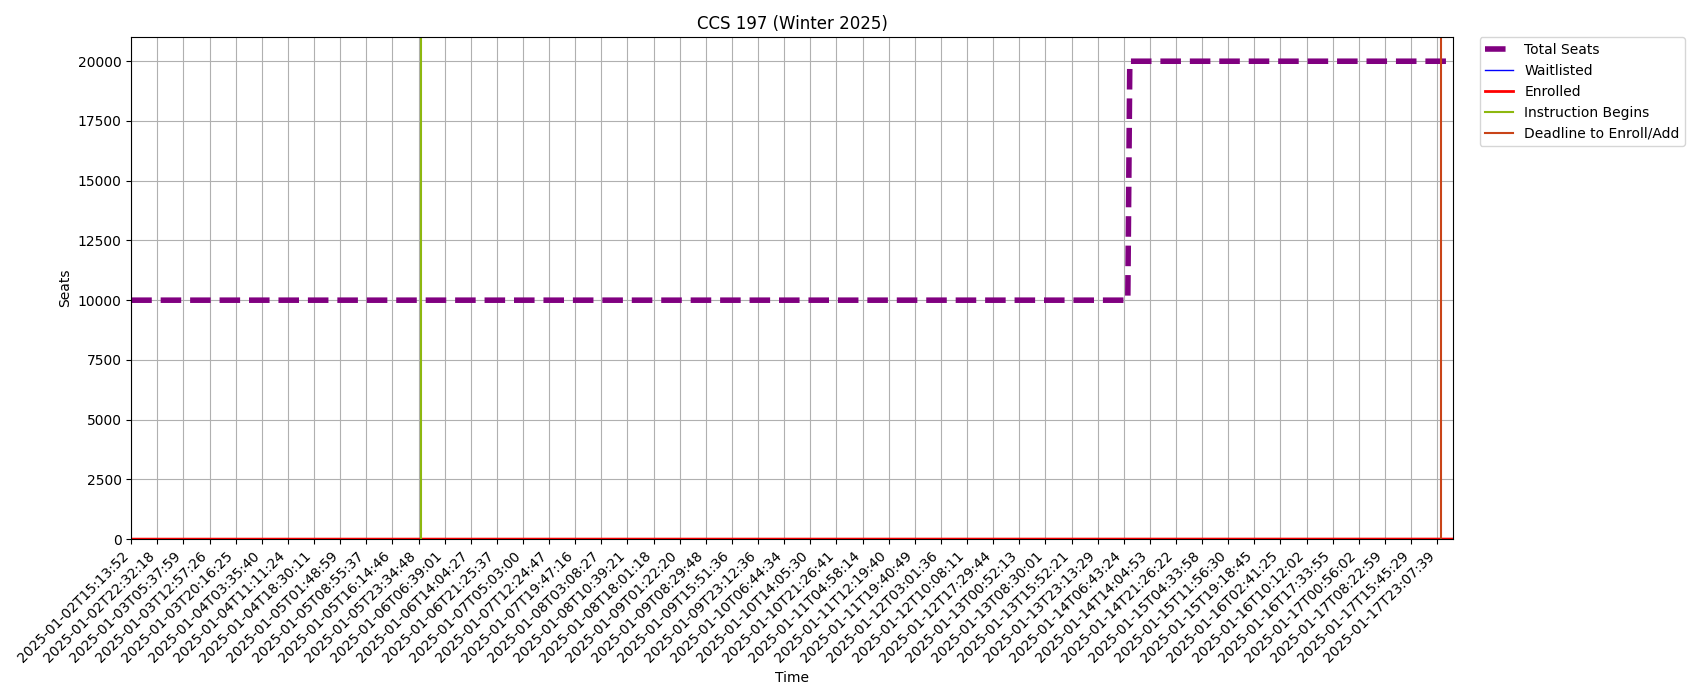 CCS 197 (Winter 2025)
Total Seats
Waitlisted
Enrolled
Instruction Begins
Deadline to Enroll/Add
Seats
20000
17500
15000
12500
10000
7500
5000
2500
0
2025-01-02T15:13:52
2025-01-02T22:32:18
2025-01-03T05:37:59
2025-01-03T12:57:26
2025-01-03T20:16:25
2025-01-04T03:35:40
2025-01-04T11:11:24
2025-01-04T18:30:11
2025-01-05T01:48:59
2025-01-05T08:55:37
2025-01-05T16:14:46
2025-01-05T23:34:48
2025-01-06T06:39:01
2025-01-06T14:04:27
2025-01-06T21:25:37
2025-01-07T05:03:00
2025-01-07T12:24:47
2025-01-07T19:47:16
2025-01-08T03:08:27
2025-01-08T10:39:21
2025-01-08T18:01:18
2025-01-09T01:22:20
2025-01-09T08:29:48
2025-01-09T15:51:36
2025-01-09T23:12:36
2025-01-10T06:44:34
2025-01-10T14:05:30
2025-01-10T21:26:41
2025-01-11T04:58:14
2025-01-11T12:19:40
2025-01-11T19:40:49
2025-01-12T03:01:36
2025-01-12T10:08:11
2025-01-12T17:29:44
2025-01-13T00:52:13
2025-01-13T08:30:01
2025-01-13T15:52:21
2025-01-13T23:13:29
2025-01-14T06:43:24
2025-01-14T14:04:53
2025-01-14T21:26:22
2025-01-15T04:33:58
2025-01-15T11:56:30
2025-01-15T19:18:45
2025-01-16T02:41:25
2025-01-16T10:12:02
2025-01-16T17:33:55
2025-01-17T00:56:02
2025-01-17T08:22:59
2025-01-17T15:45:29
2025-01-17T23:07:39
Time